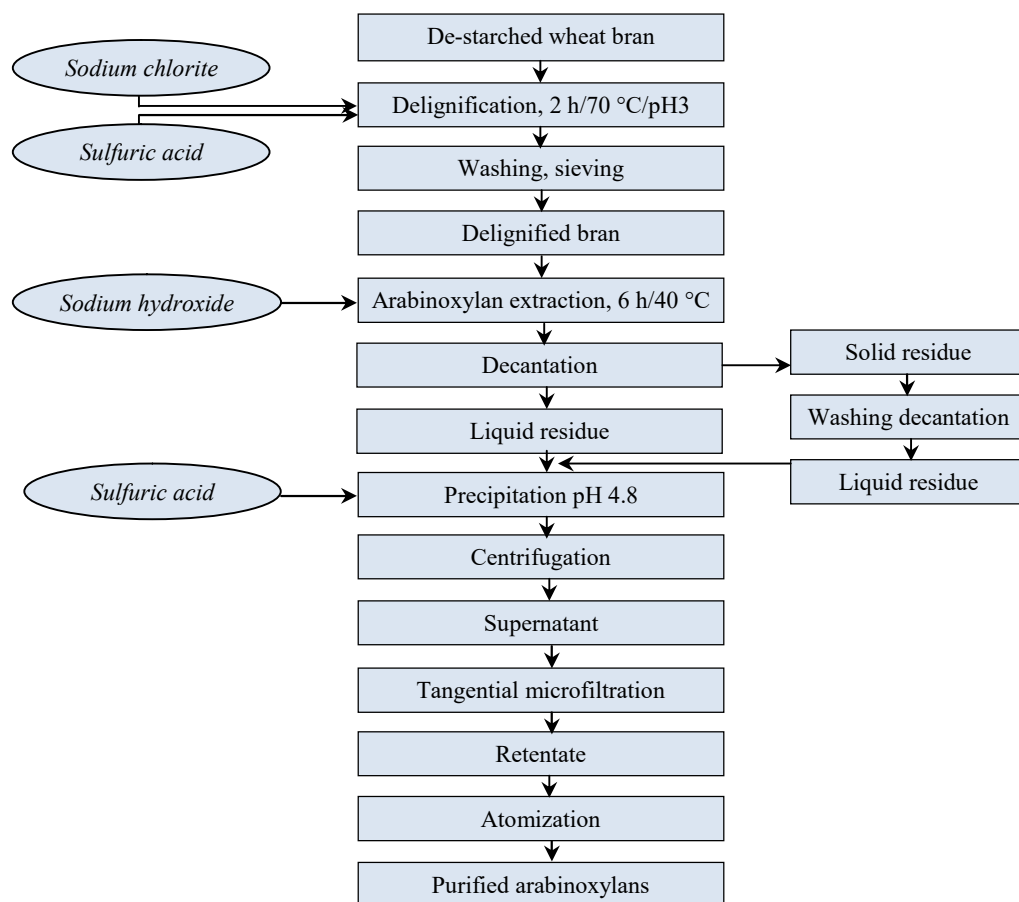 De-starched wheat bran
Sodium chlorite
Delignification, 2 h/70 °C/pH3
Sulfuric acid
Washing, sieving
Delignified bran
Sodium hydroxide
Arabinoxylan extraction, 6 h/40 °C
Decantation
Solid residue
Washing decantation
Liquid residue
Liquid residue
Sulfuric acid
Precipitation pH 4.8
Centrifugation
Supernatant
Tangential microfiltration
Retentate
Atomization
Purified arabinoxylans